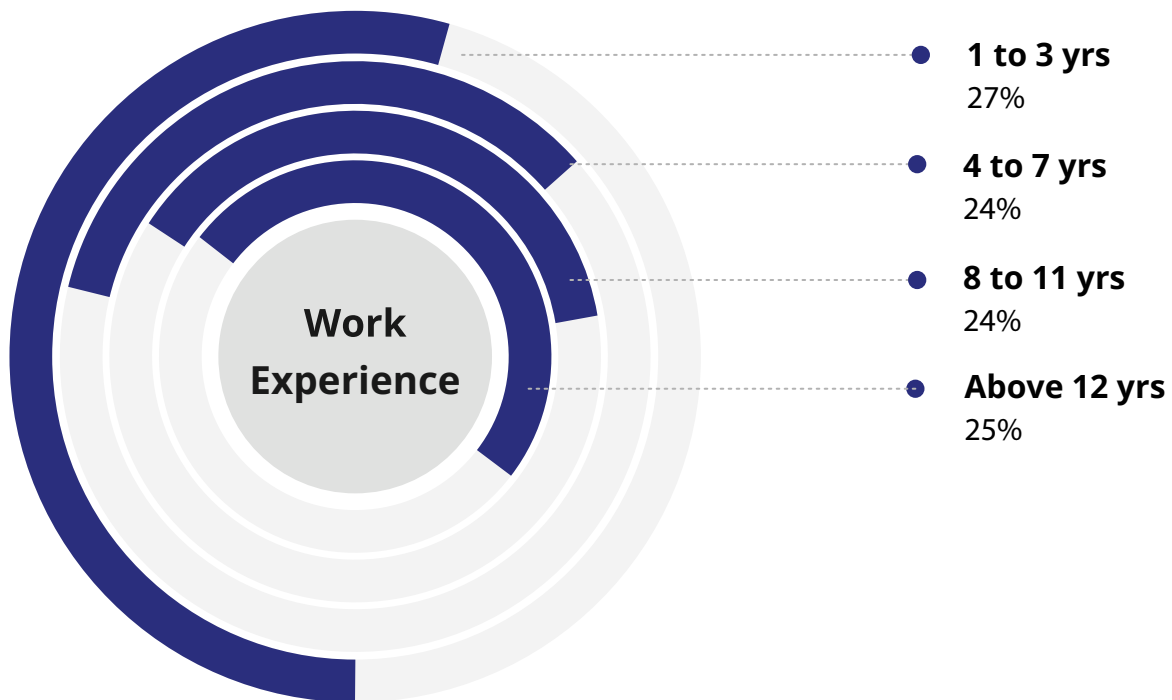 Work
Experience
1 to 3 yrs
27%
4 to 7 yrs
24%
8 to 11 yrs
24%
Above 12 yrs
25%